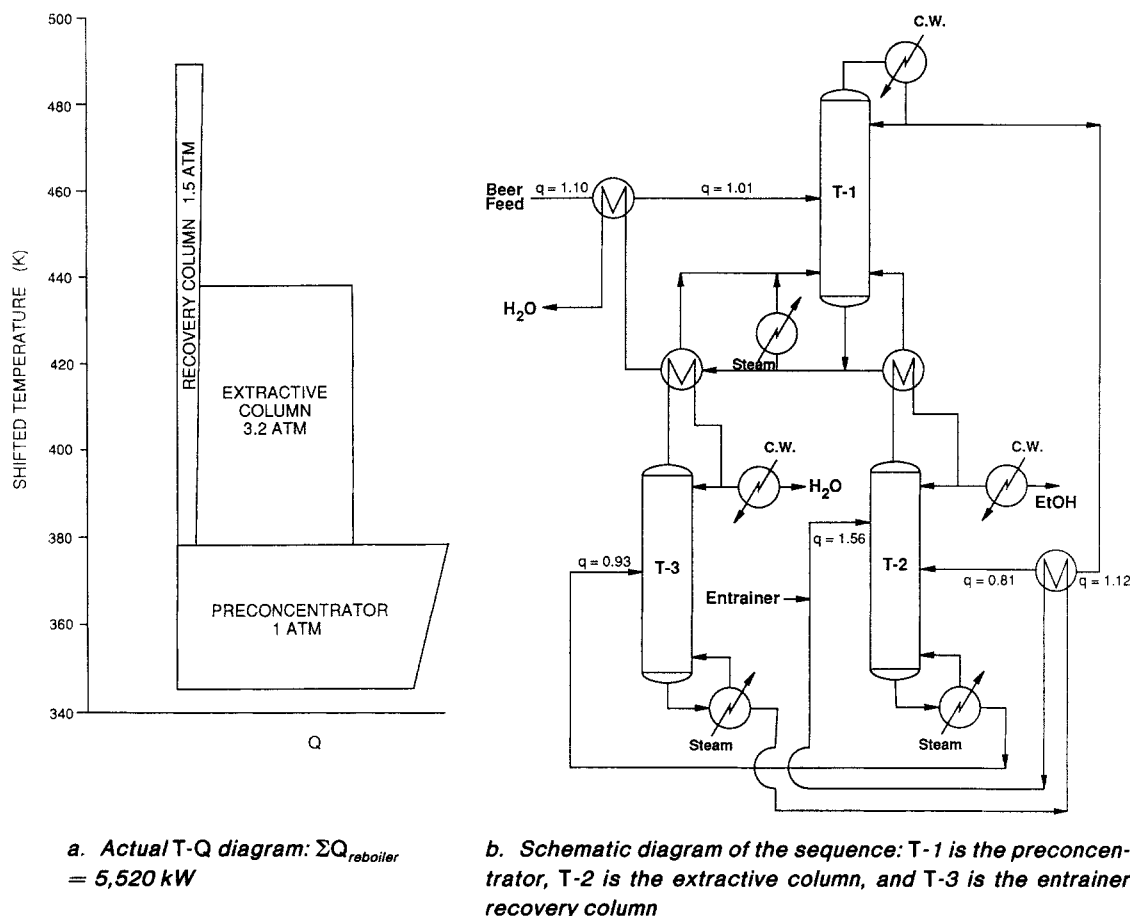 500
480
460
440
420
400
380
360
340
SHIFTED TEMPERATURE (K)
RECOVERY COLUMN 1.5 ATM
EXTRACTIVE
COLUMN
3.2 ATM
PRECONCENTRATOR
1 ATM
Q
C.W.
T-1
Beer
Feed
q = 1.10
q = 1.01
H2O
Steam
C.W.
H2O
C.W.
EtOH
q = 0.93
T-3
q = 1.56
T-2
q = 0.81
q = 1.12
Entrainer
Steam
Steam
a. Actual T-Q diagram: ΣQreboiler
= 5,520 kW
b. Schematic diagram of the sequence: T-1 is the preconcen-
trator, T-2 is the extractive column, and T-3 is the entrainer
recovery column